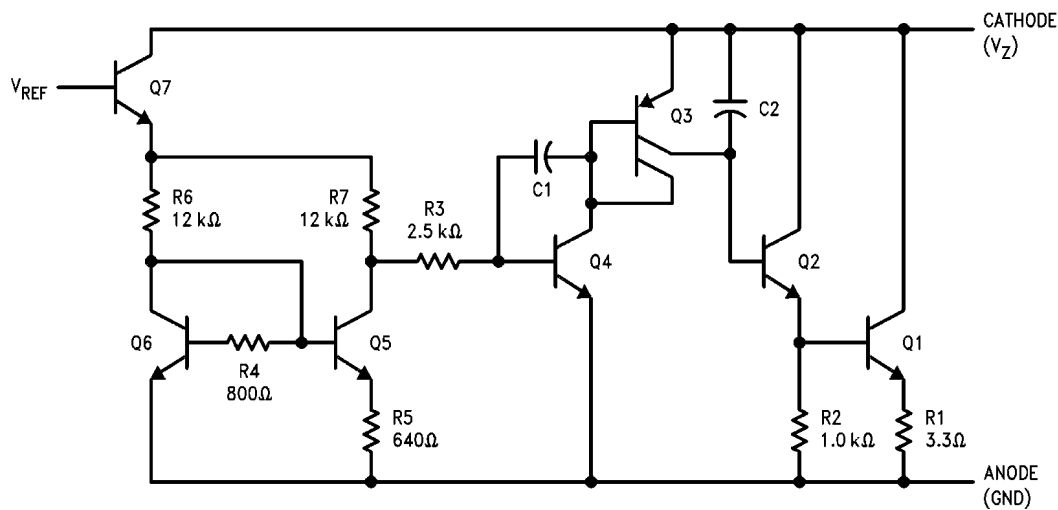 CATHODE
(VZ)
VREF
Q7
Q3
C2
C1
R6
12 kΩ
R7
12 kΩ
R3
2.5 kΩ
Q4
Q2
Q6
R4
800Ω
Q5
Q1
R5
640Ω
R2
1.0 kΩ
R1
3.3Ω
ANODE
(GND)